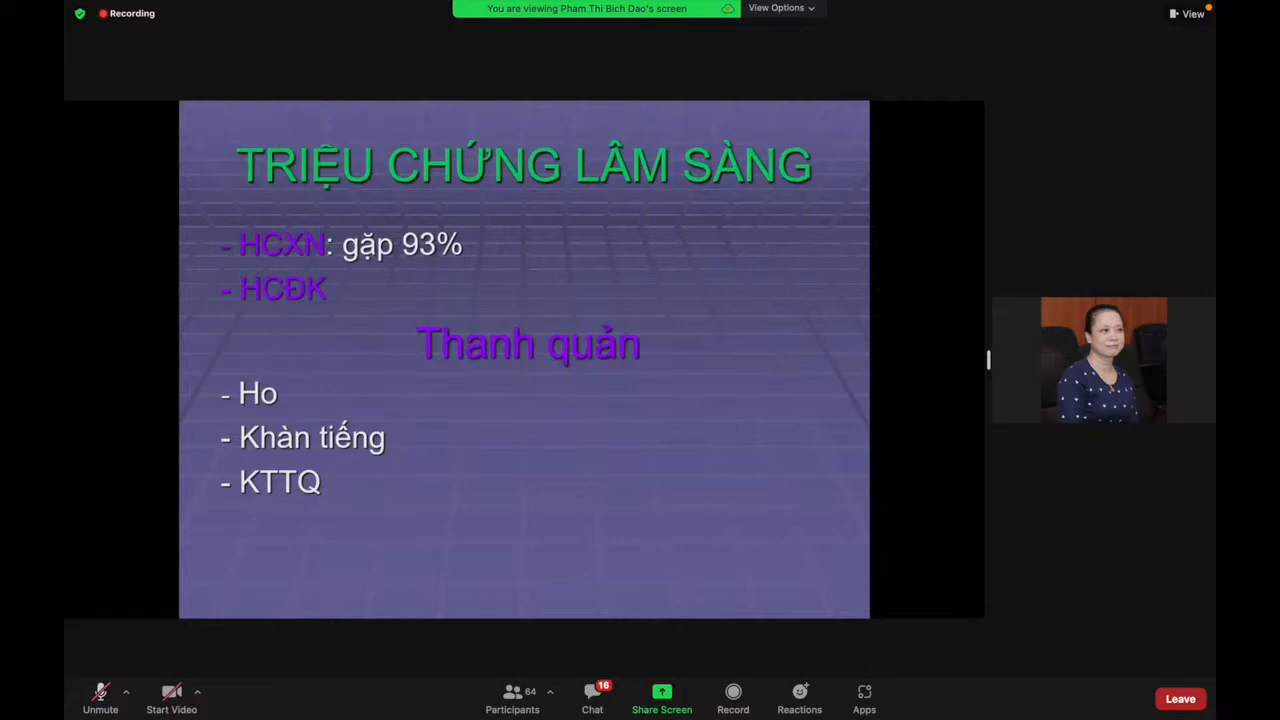 Recording
You are viewing Pham Thi Bich Dao's screen
View Options
View
TRIỆU CHỨNG LÂM SÀNG
- HCXN: gặp 93%
- HCĐK
Thanh quản
- Ho
- Khàn tiếng
- KTTQ
Unmute
Start Video
64
Participants
16
Chat
Share Screen
Record
Reactions
Apps
Leave